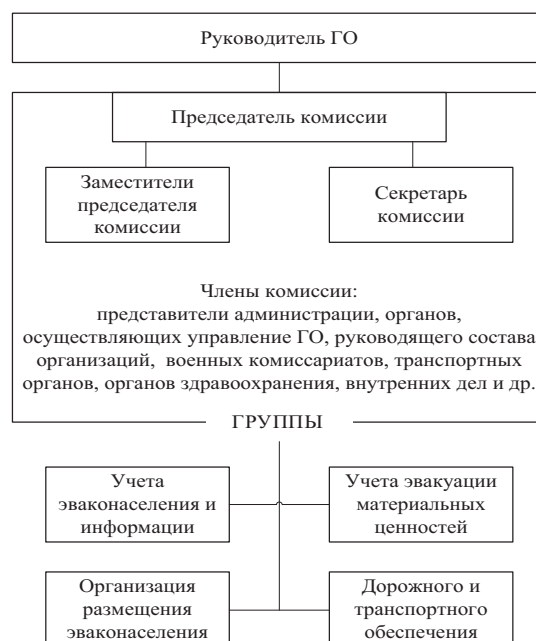 Руководитель ГО
Председатель комиссии
Заместители
председателя
комиссии
Секретарь
комиссии
Члены комиссии:
представители администрации, органов,
осуществляющих управление ГО, руководящего состава
организаций, военных комиссариатов, транспортных
органов, органов здравоохранения, внутренних дел и др.
ГРУППЫ
Учета
эваконаселения и
информации
Учета эвакуации
материальных
ценностей
Организация
размещения
эваконаселения
Дорожного и
транспортного
обеспечения